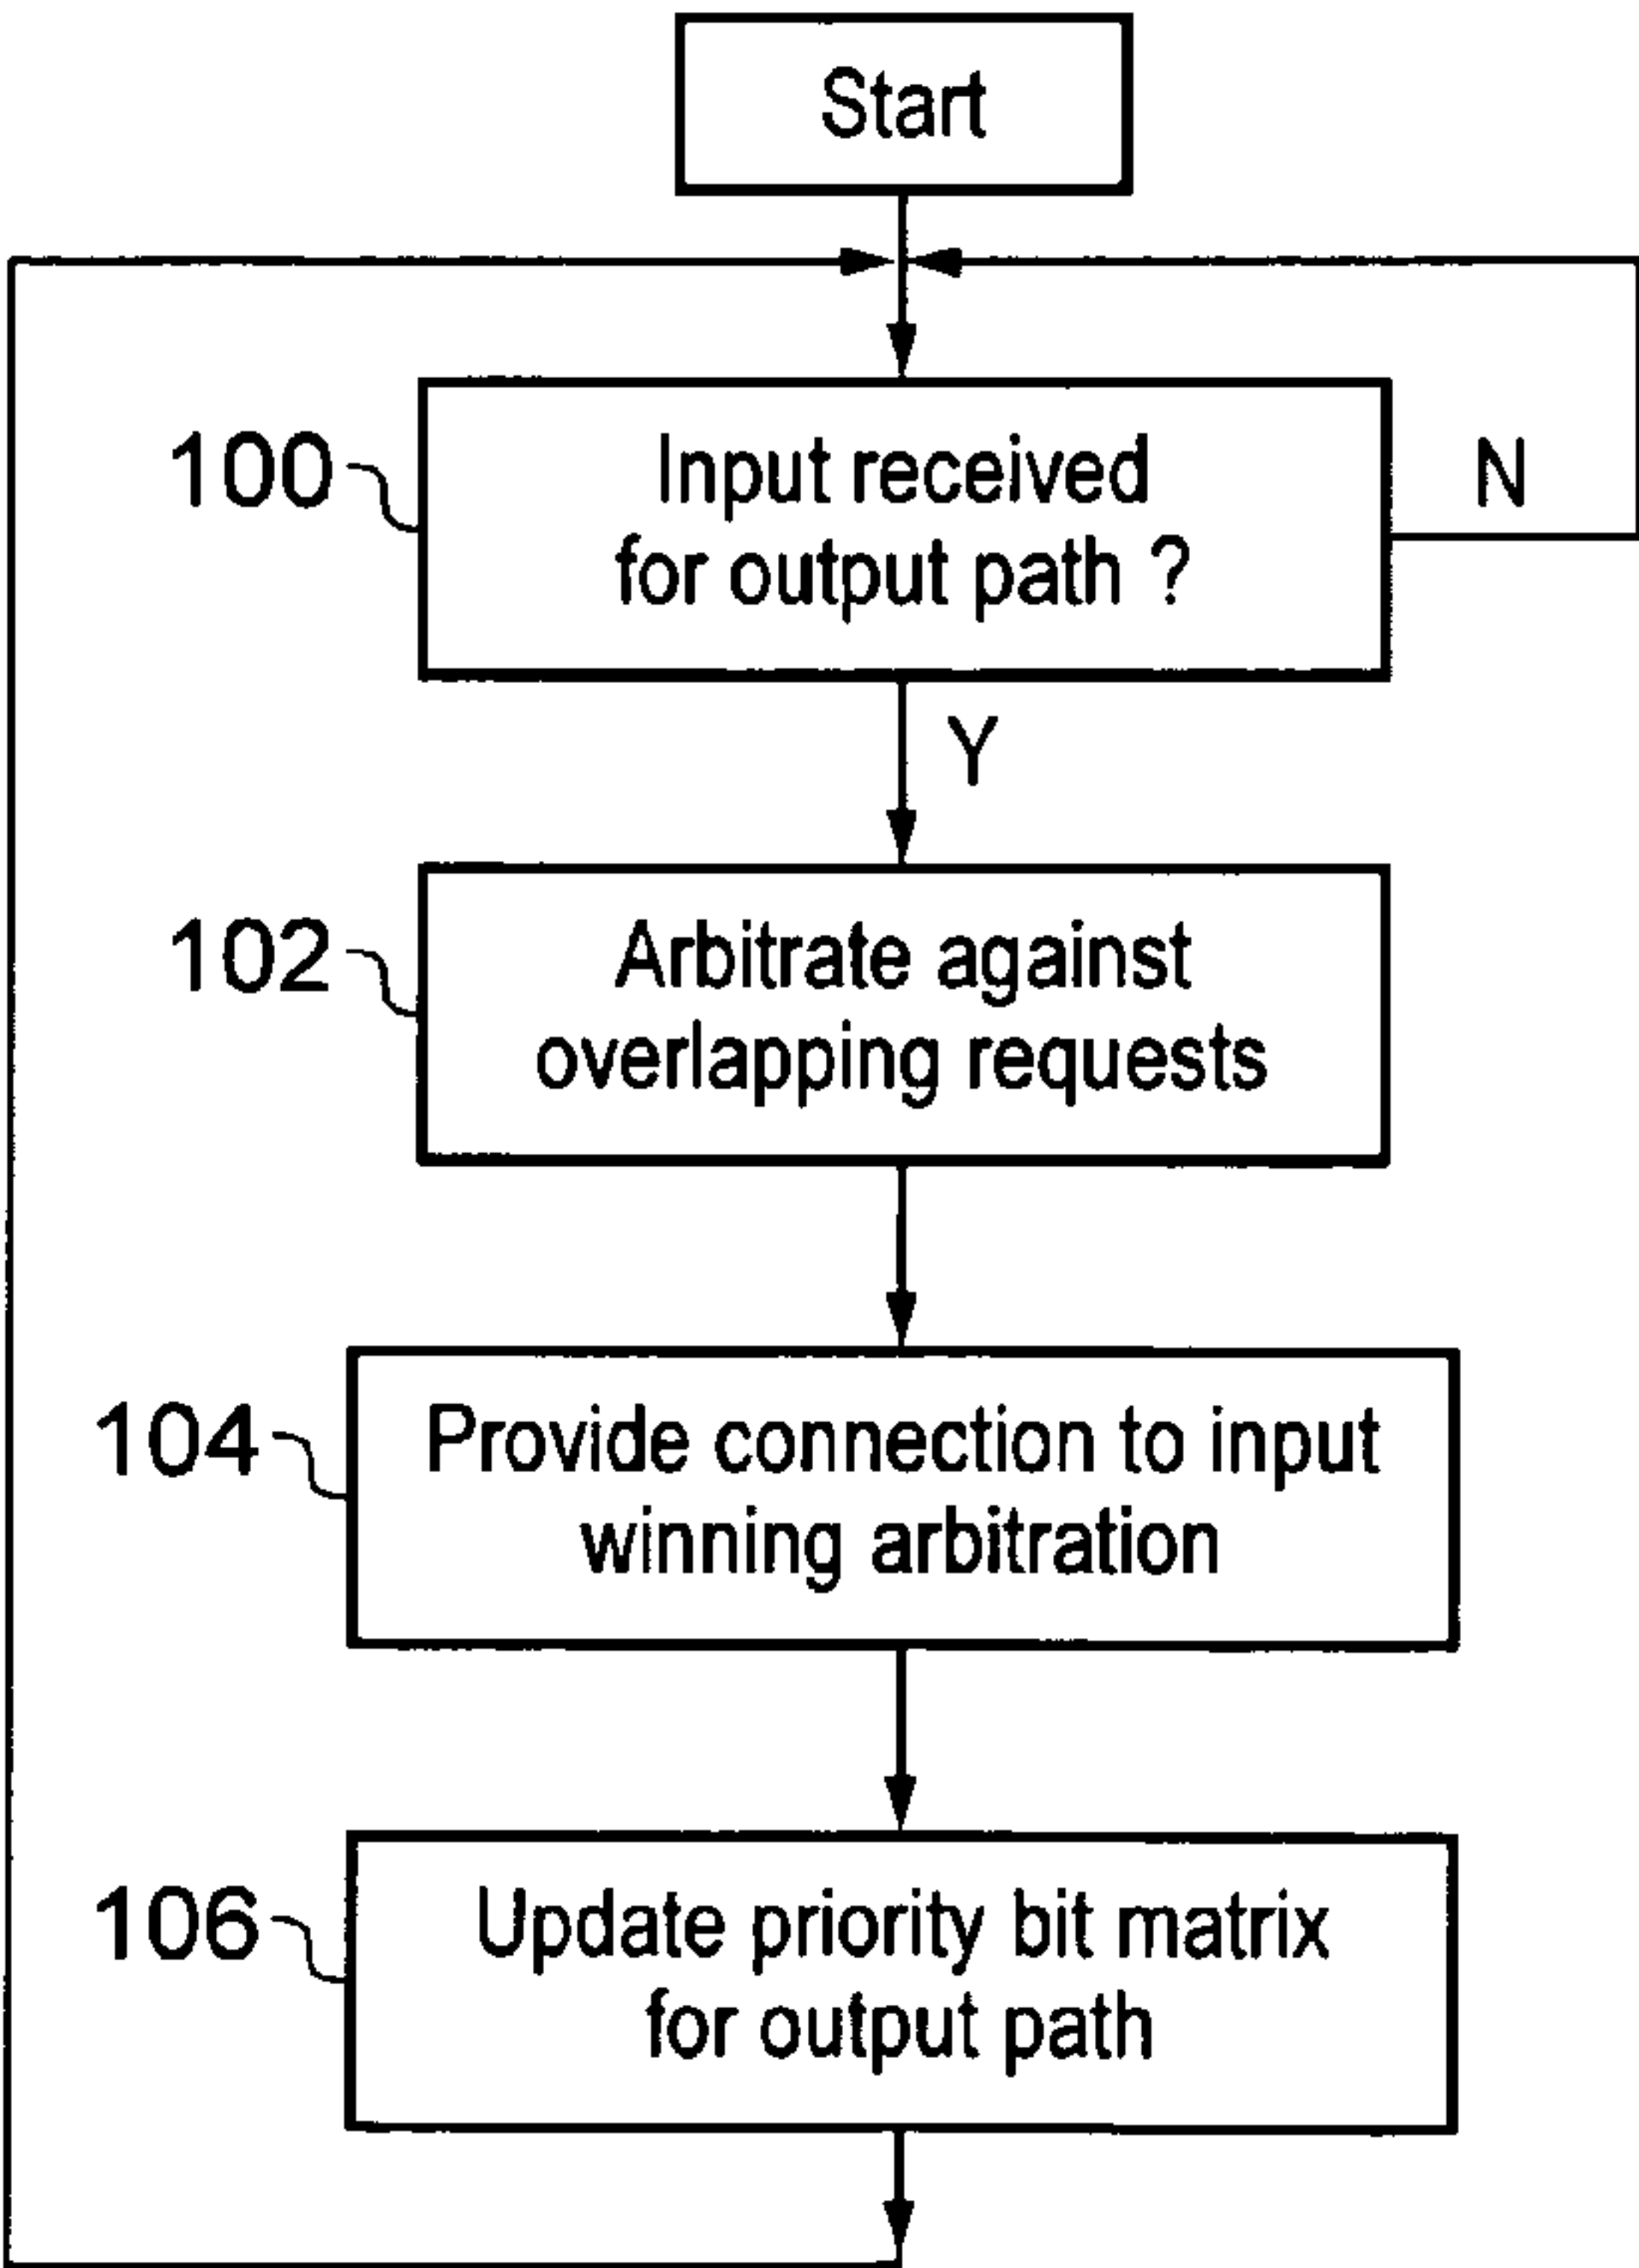 Start
100
Input received
for output path ?
N
Y
102
Arbitrate against
overlapping requests
104
Provide connection to input
winning arbitration
106
Update priority bit matrix
for output path